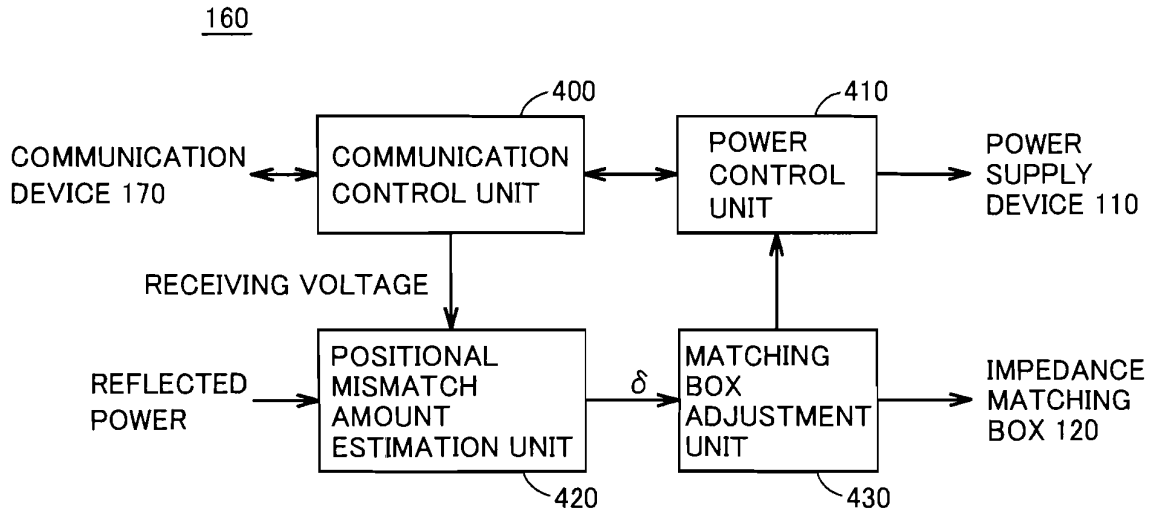 160
400
410
COMMUNICATION
DEVICE 170
COMMUNICATION
CONTROL UNIT
POWER
CONTROL
UNIT
POWER
SUPPLY
DEVICE 110
RECEIVING VOLTAGE
REFLECTED
POWER
POSITIONAL
MISMATCH
AMOUNT
ESTIMATION UNIT
δ
MATCHING
BOX
ADJUSTMENT
UNIT
IMPEDANCE
MATCHING
BOX 120
420
430